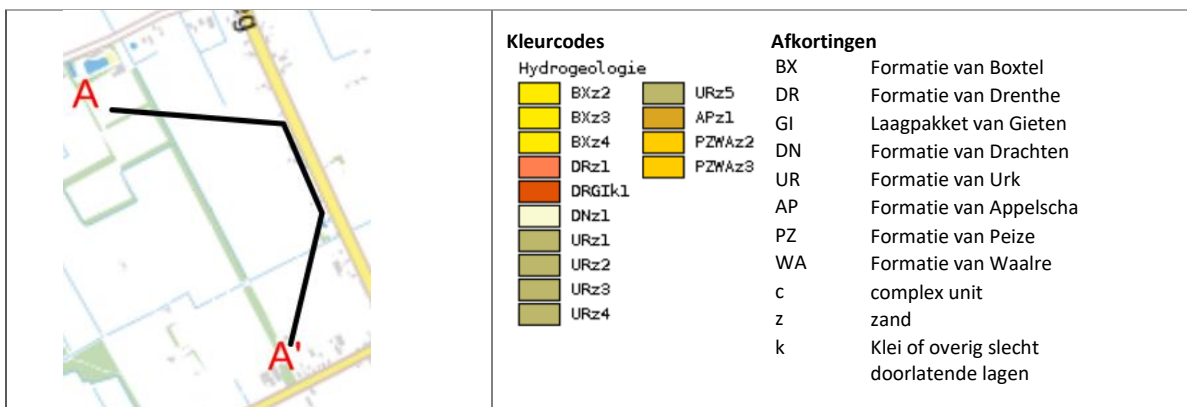 g
A
A'
Kleurcodes
Hydrogeologie
BXz2
BXz3
BXz4
DRz1
DRGIk1
DNz1
URz1
URz2
URz3
URz4
URz5
APz1
PZWAz2
PZWAz3
Afkortingen
BX Formatie van Boxtel
DR Formatie van Drenthe
GI Laagpakket van Gieten
DN Formatie van Drachten
UR Formatie van Urk
AP Formatie van Appelscha
PZ Formatie van Peize
WA Formatie van Waalre
c complex unit
z zand
k Klei of overig slecht
doorlatende lagen